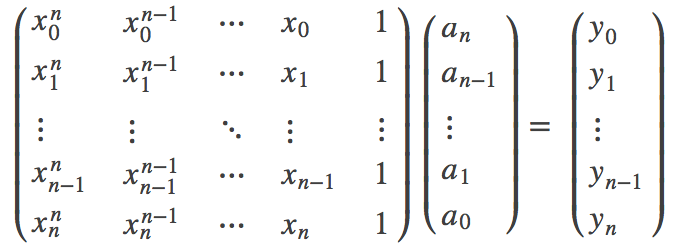 x_0^n x_0^{n-1} ⋯ x_0 1 a_n y_0
x_1^n x_1^{n-1} ⋯ x_1 1 a_{n-1} y_1
⋮ ⋮ ⋱ ⋮ ⋮ ⋮ = ⋮
x_{n-1}^n x_{n-1}^{n-1} ⋯ x_{n-1} 1 a_1 y_{n-1}
x_n^n x_n^{n-1} ⋯ x_n 1 a_0 y_n